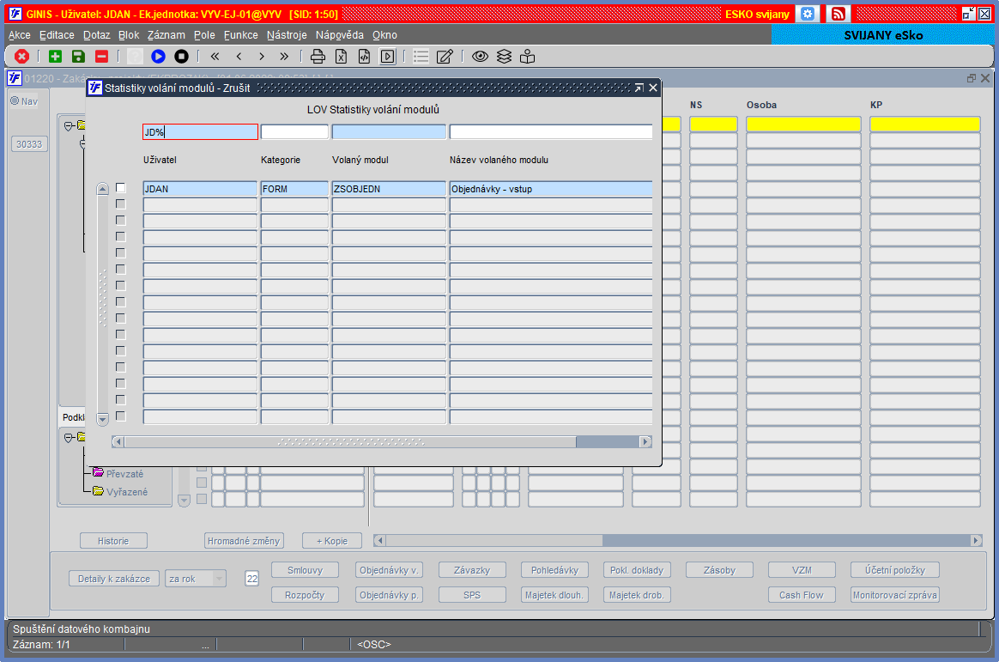 GINIS - Uživatel: JDAN - Ek.jednotka: VYV-EJ-01@VYV [SID: 1:50] ESKO svijany
Akce Editace Dotaz Blok Záznam Pole Funkce Nástroje Nápověda Okno
SVIJANY eSko
Statistiky volání modulů - Zrušit
Nav
30333
LOV Statistiky volání modulů
JD%
Uživatel Kategorie Volaný modul Název volaného modulu
JDAN FORM ZSOBJEDN Objednávky - vstup
NS Osoba KP
Podkl
Převzaté
Vyřazené
Historie Hromadné změny + Kopie
Detaily k zakázce za rok 22
Smlouvy Objednávky v. Závazky Pohledávky Pokl. doklady Zásoby VZM Účetní položky
Rozpočty Objednávky p. SPS Majetek dlouh. Majetek drob. Cash Flow Monitorovací zpráva
Spuštění datového kombajnu
Záznam: 1/1 ... <OSC>